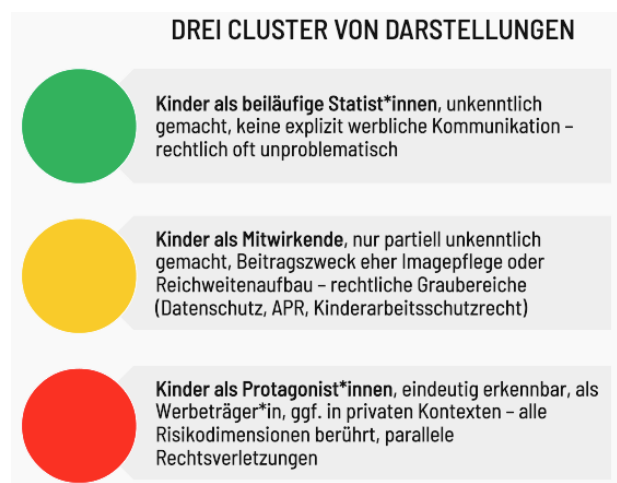 DREI CLUSTER VON DARSTELLUNGEN
Kinder als beiläufige Statist*innen, unkenntlich
gemacht, keine explizit werbliche Kommunikation –
rechtlich oft unproblematisch
Kinder als Mitwirkende, nur partiell unkenntlich
gemacht, Beitragszweck eher Imagepflege oder
Reichweitenaufbau – rechtliche Graubereiche
(Datenschutz, APR, Kinderarbeitsschutzrecht)
Kinder als Protagonist*innen, eindeutig erkennbar, als
Werbeträger*in, ggf. in privaten Kontexten – alle
Risikodimensionen berührt, parallele
Rechtsverletzungen